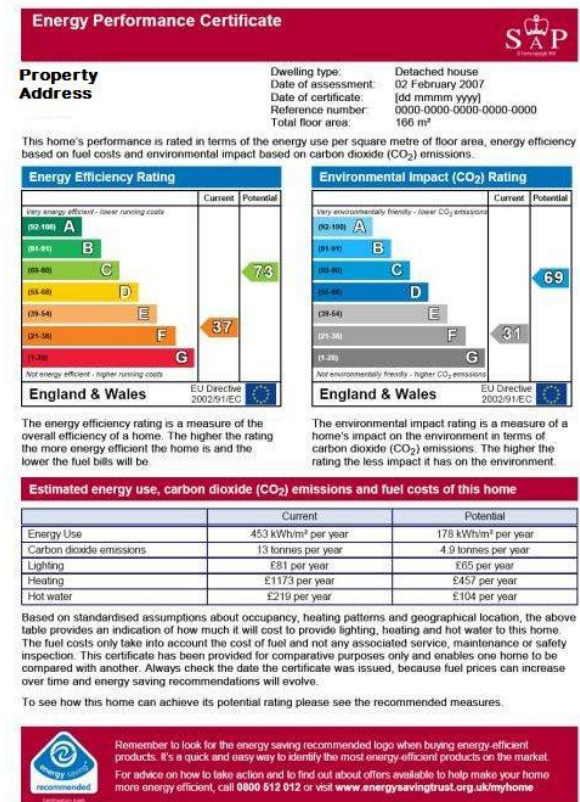 Energy Performance Certificate
SAP
Property
Address
Dwelling type: Detached house
Date of assessment: 02 February 2007
Date of certificate: [dd mmmm yyyy]
Reference number: 0000-0000-0000-0000-0000
Total floor area: 166 m²
This home's performance is rated in terms of the energy use per square metre of floor area, energy efficiency
based on fuel costs and environmental impact based on carbon dioxide (CO₂) emissions.
Energy Efficiency Rating
Current Potential
Very energy efficient - lower running costs
(92-100) A
(81-91) B
(69-80) C
(55-68) D
(39-54) E
(21-38) F
(1-20) G
73
37
Not energy efficient - higher running costs
England & Wales
EU Directive
2002/91/EC
Environmental Impact (CO₂) Rating
Current Potential
Very environmentally friendly - lower CO₂ emissions
(92-100) A
(81-91) B
(69-80) C
(55-68) D
(39-54) E
(21-38) F
(1-20) G
69
31
Not environmentally friendly - higher CO₂ emissions
England & Wales
EU Directive
2002/91/EC
The energy efficiency rating is a measure of the
overall efficiency of a home. The higher the rating
the more energy efficient the home is and the
lower the fuel bills will be.
The environmental impact rating is a measure of a
home's impact on the environment in terms of
carbon dioxide (CO₂) emissions. The higher the
rating the less impact it has on the environment.
Estimated energy use, carbon dioxide (CO₂) emissions and fuel costs of this home
Current Potential
Energy Use 453 kWh/m² per year 178 kWh/m² per year
Carbon dioxide emissions 13 tonnes per year 4.9 tonnes per year
Lighting £81 per year £65 per year
Heating £1173 per year £457 per year
Hot water £219 per year £104 per year
Based on standardised assumptions about occupancy, heating patterns and geographical location, the above
table provides an indication of how much it will cost to provide lighting, heating and hot water to this home.
The fuel costs only take into account the cost of fuel and not any associated service, maintenance or safety
inspection. This certificate has been provided for comparative purposes only and enables one home to be
compared with another. Always check the date the certificate was issued, because fuel prices can increase
over time and energy saving recommendations will evolve.
To see how this home can achieve its potential rating please see the recommended measures.
energy saving
recommended
Certification mark
Remember to look for the energy saving recommended logo when buying energy-efficient
products. It's a quick and easy way to identify the most energy-efficient products on the market.
For advice on how to take action and to find out about offers available to help make your home
more energy efficient, call 0800 512 012 or visit www.energysavingtrust.org.uk/myhome